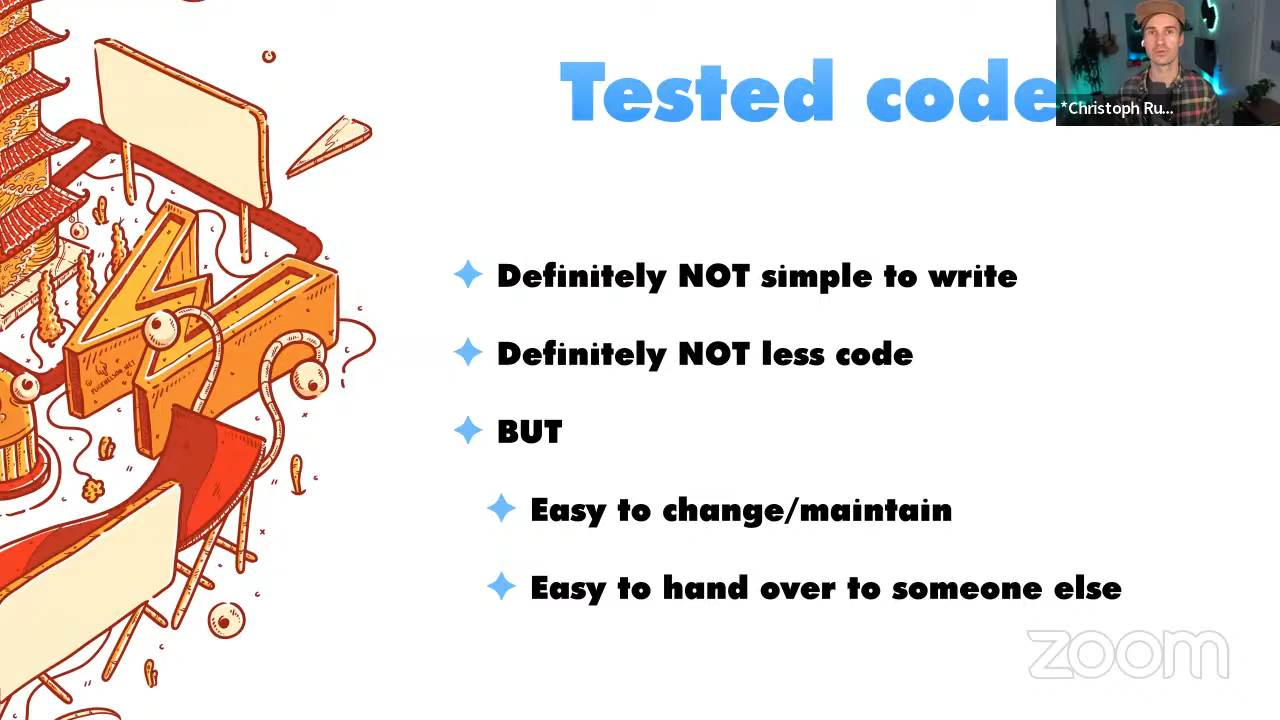 Tested code
*Christoph Ru...
Definitely NOT simple to write
Definitely NOT less code
BUT
Easy to change/maintain
Easy to hand over to someone else
zoom